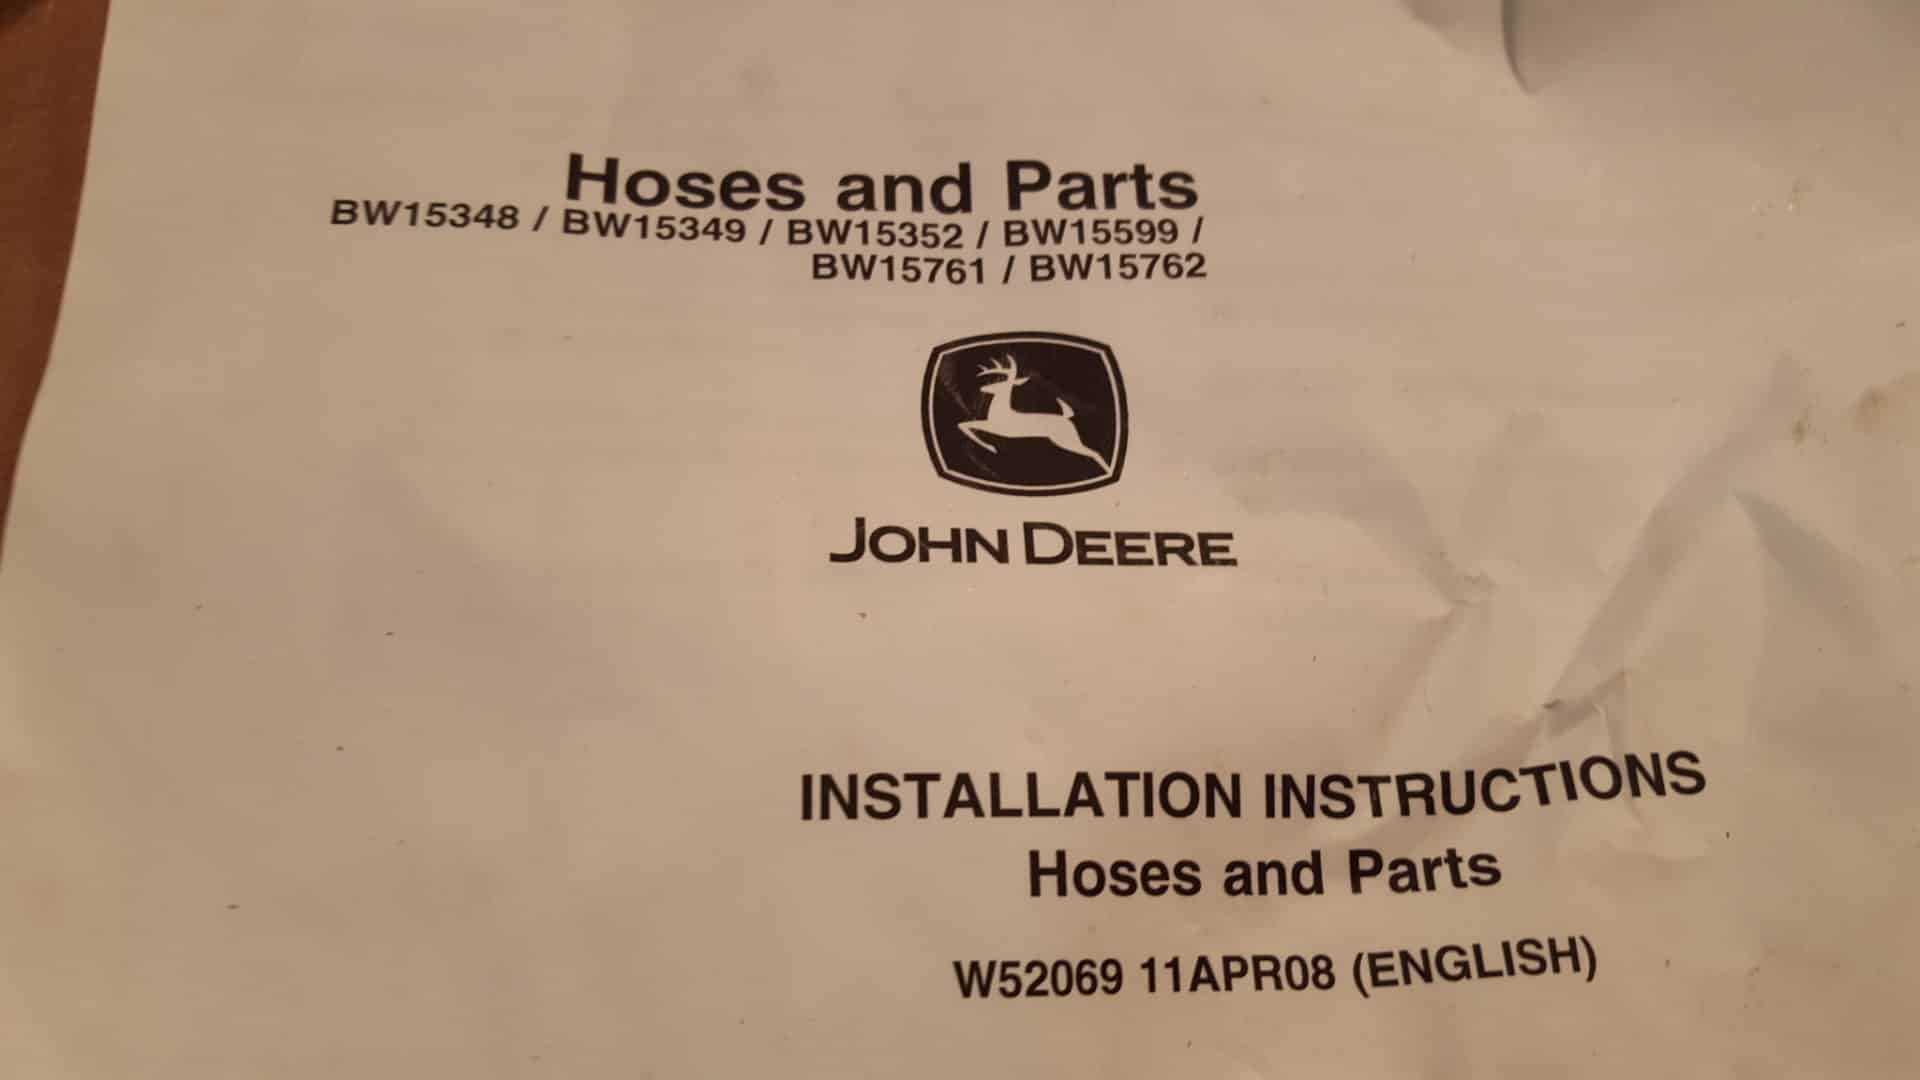 Hoses and Parts
BW15348 / BW15349 / BW15352 / BW15599 /
BW15761 / BW15762
JOHN DEERE
INSTALLATION INSTRUCTIONS
Hoses and Parts
W52069 11APR08 (ENGLISH)